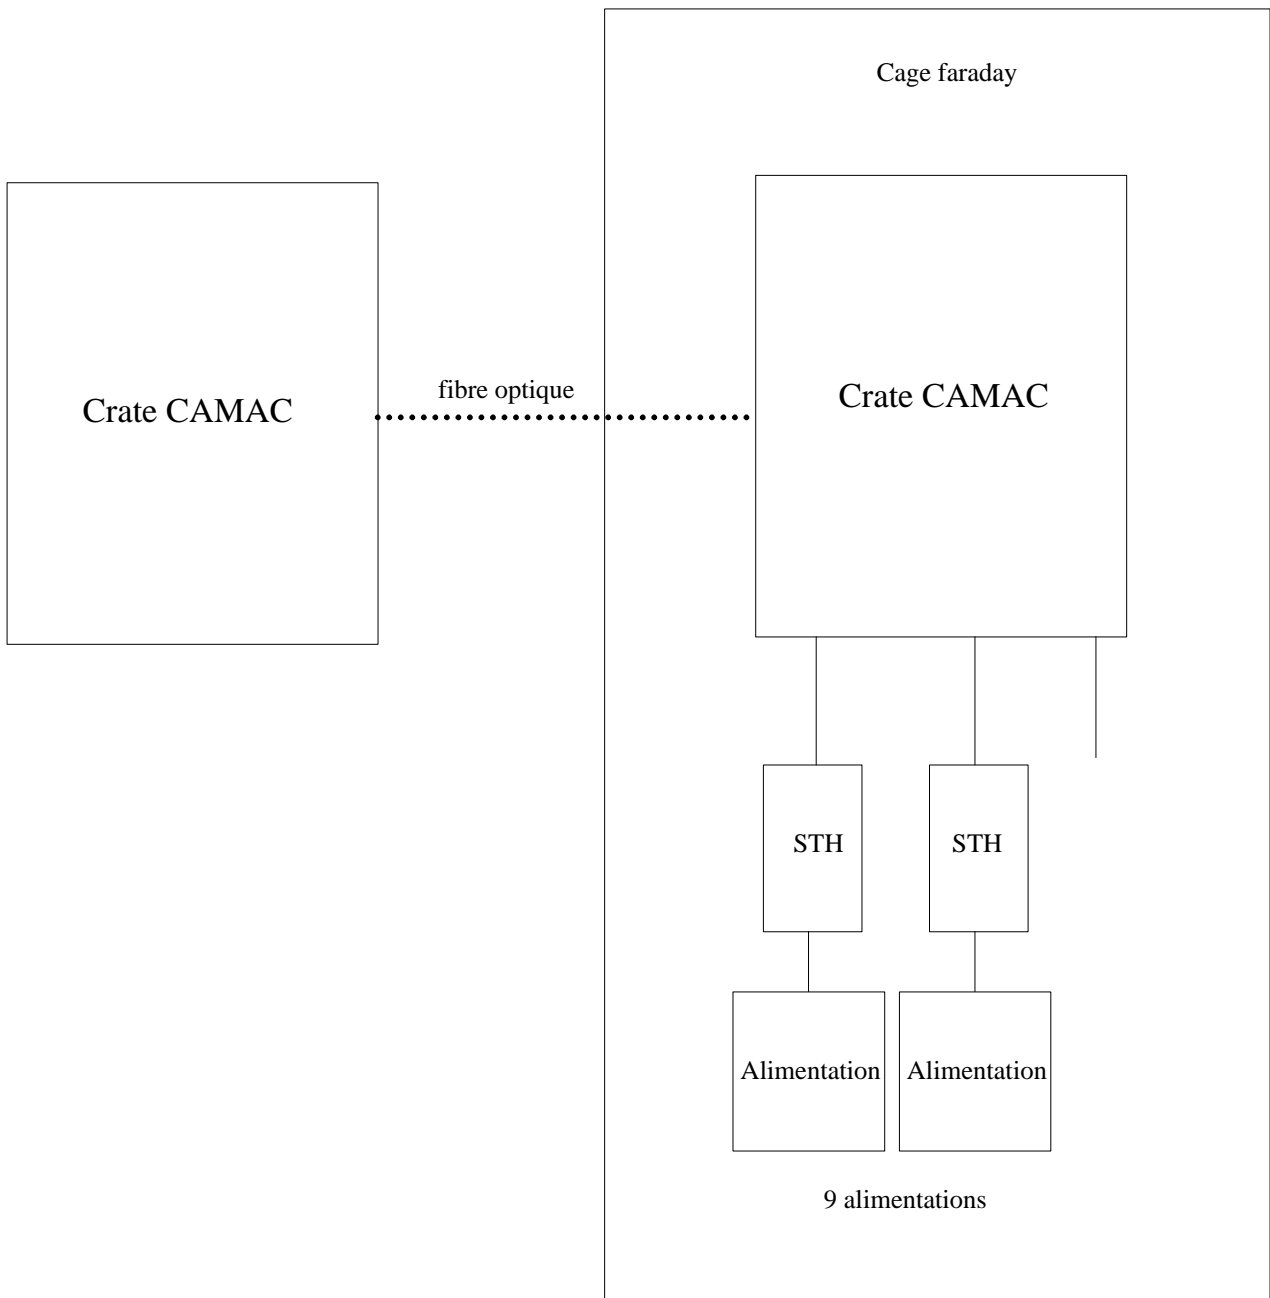 Cage faraday
Crate CAMAC
fibre optique
Crate CAMAC
STH
STH
Alimentation
Alimentation
9 alimentations